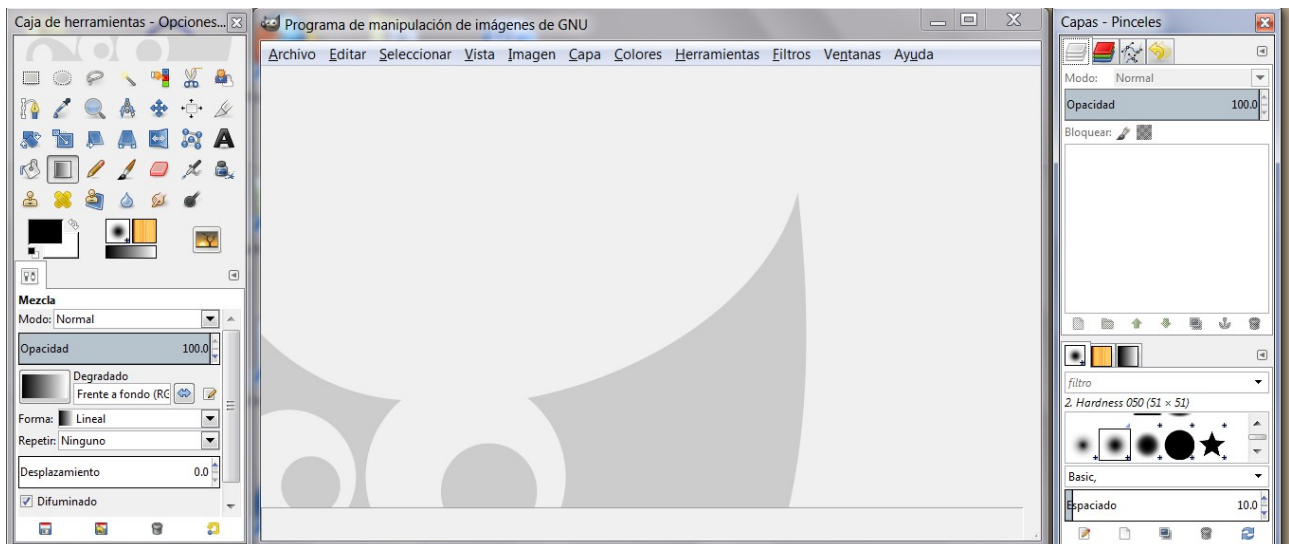 Caja de herramientas - Opciones...
Mezcla
Modo: Normal
Opacidad 100.0
Degradado
Frente a fondo (RG
Forma: Lineal
Repetir: Ninguno
Desplazamiento 0.0
Difuminado
Programa de manipulación de imágenes de GNU
Archivo Editar Seleccionar Vista Imagen Capa Colores Herramientas Filtros Ventanas Ayuda
Capas - Pinceles
Modo: Normal
Opacidad 100.0
Bloquear:
filtro
2. Hardness 050 (51 × 51)
Basic,
Espaciado 10.0